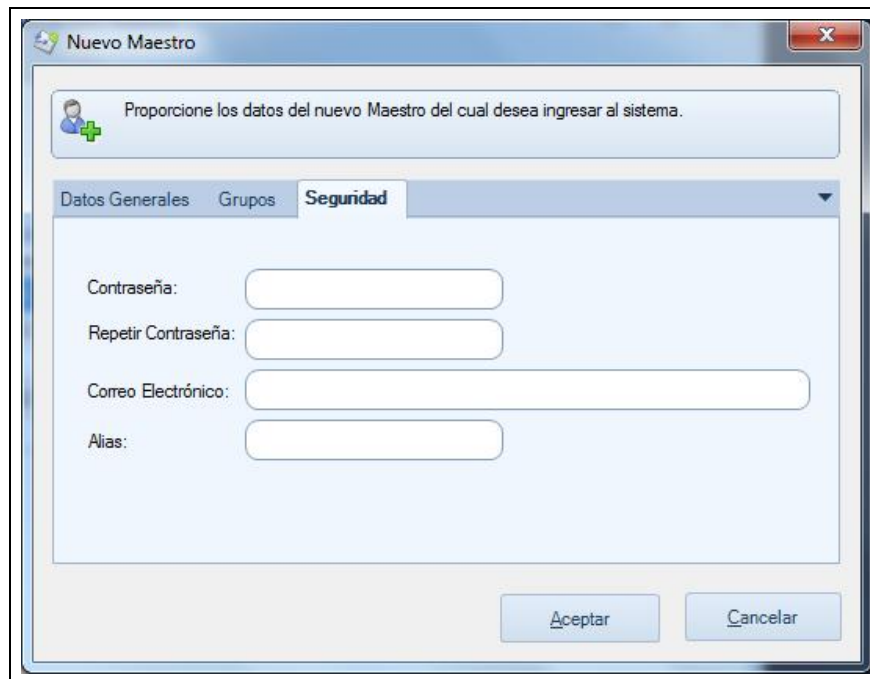 Nuevo Maestro
Proporcione los datos del nuevo Maestro del cual desea ingresar al sistema.
Datos Generales Grupos Seguridad
Contraseña:
Repetir Contraseña:
Correo Electrónico:
Alias:
Aceptar Cancelar